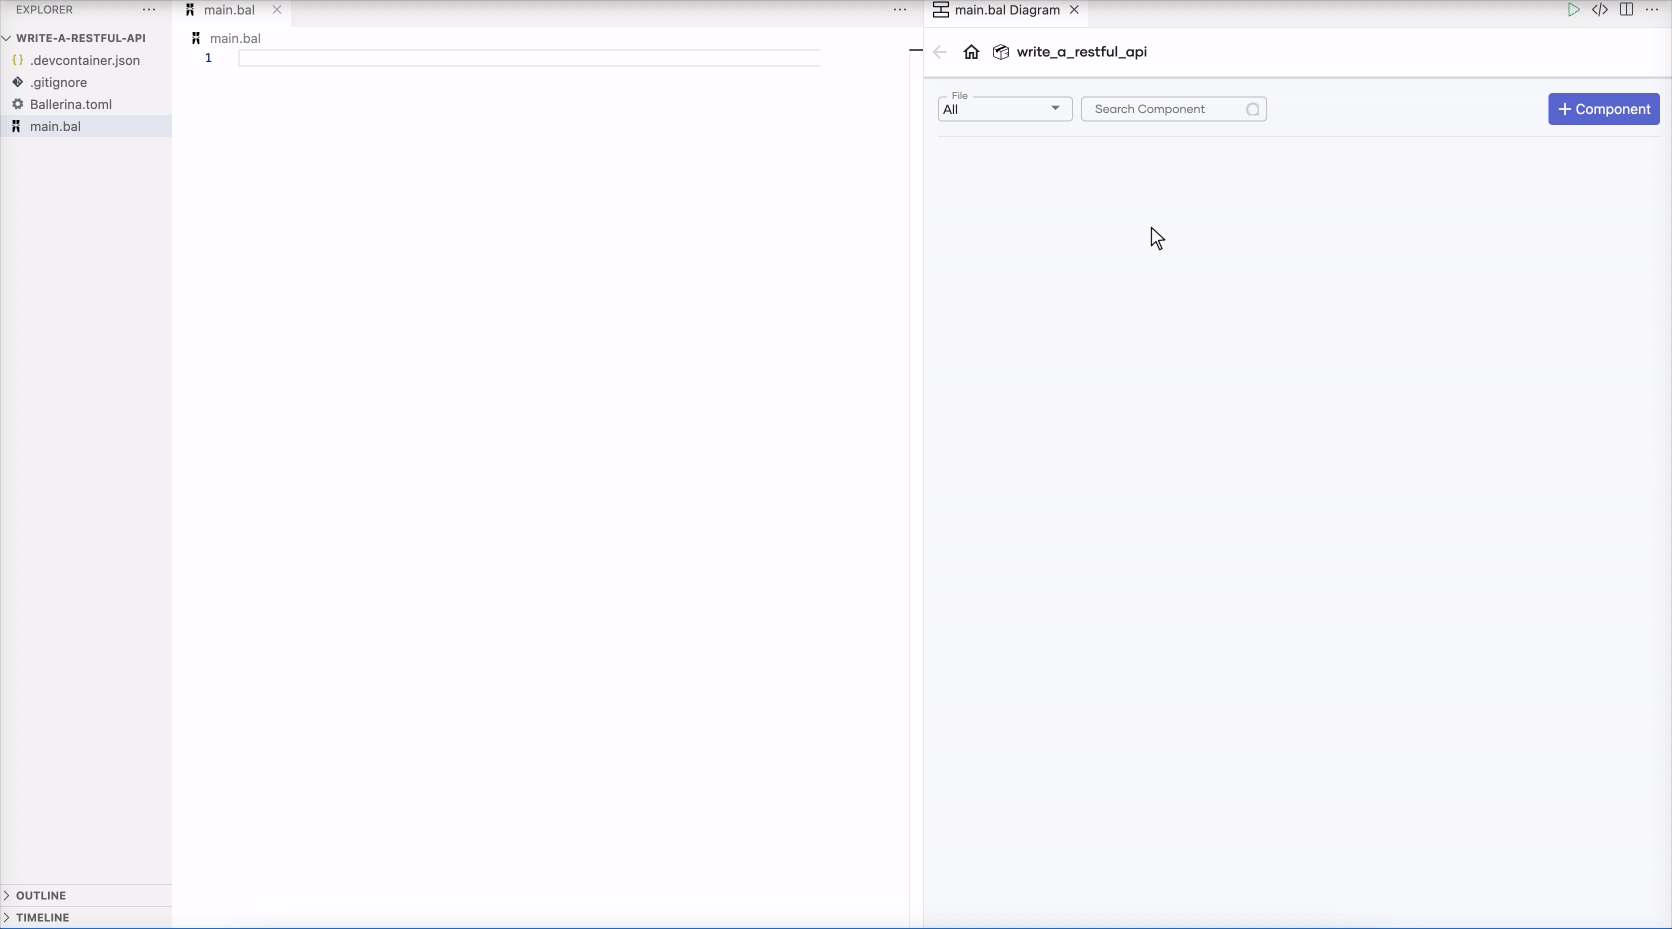 EXPLORER
WRITE-A-RESTFUL-API
.devcontainer.json
.gitignore
Ballerina.toml
main.bal
OUTLINE
TIMELINE
main.bal
main.bal
1
main.bal Diagram
write_a_restful_api
File
All
Search Component
+ Component